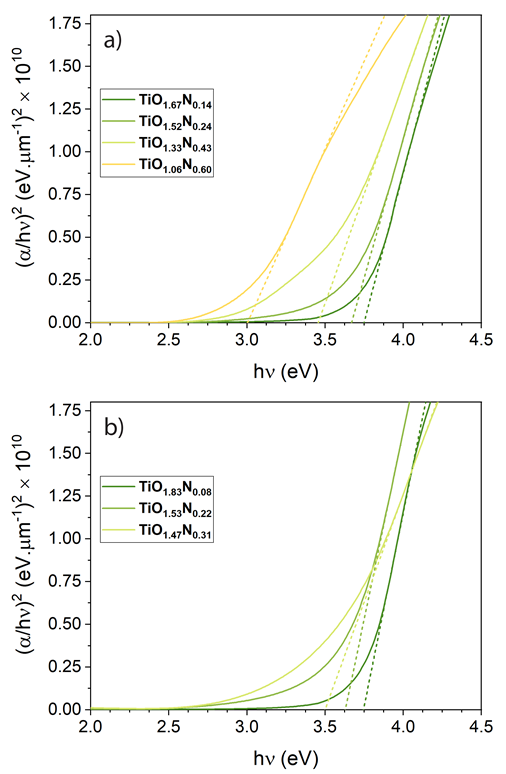 a)
1.75
1.50
1.25
1.00
0.75
0.50
0.25
0.00
(α/hν)² (eV.μm⁻¹)² × 10¹⁰
TiO₁.₆₇N₀.₁₄
TiO₁.₅₂N₀.₂₄
TiO₁.₃₃N₀.₄₃
TiO₁.₀₆N₀.₆₀
2.0 2.5 3.0 3.5 4.0 4.5
hν (eV)
b)
1.75
1.50
1.25
1.00
0.75
0.50
0.25
0.00
(α/hν)² (eV.μm⁻¹)² × 10¹⁰
TiO₁.₈₃N₀.₀₈
TiO₁.₅₃N₀.₂₂
TiO₁.₄₇N₀.₃₁
2.0 2.5 3.0 3.5 4.0 4.5
hν (eV)